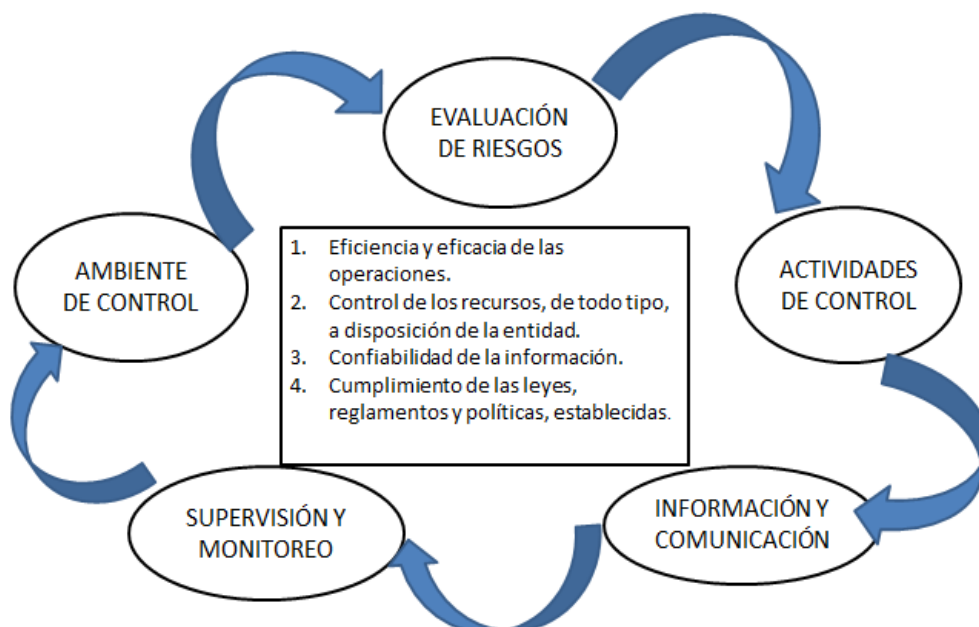 EVALUACIÓN
DE RIESGOS
AMBIENTE
DE CONTROL
ACTIVIDADES
DE CONTROL
1. Eficiencia y eficacia de las
operaciones.
2. Control de los recursos, de todo tipo,
a disposición de la entidad.
3. Confiabilidad de la información.
4. Cumplimiento de las leyes,
reglamentos y políticas, establecidas.
SUPERVISIÓN Y
MONITOREO
INFORMACIÓN Y
COMUNICACIÓN